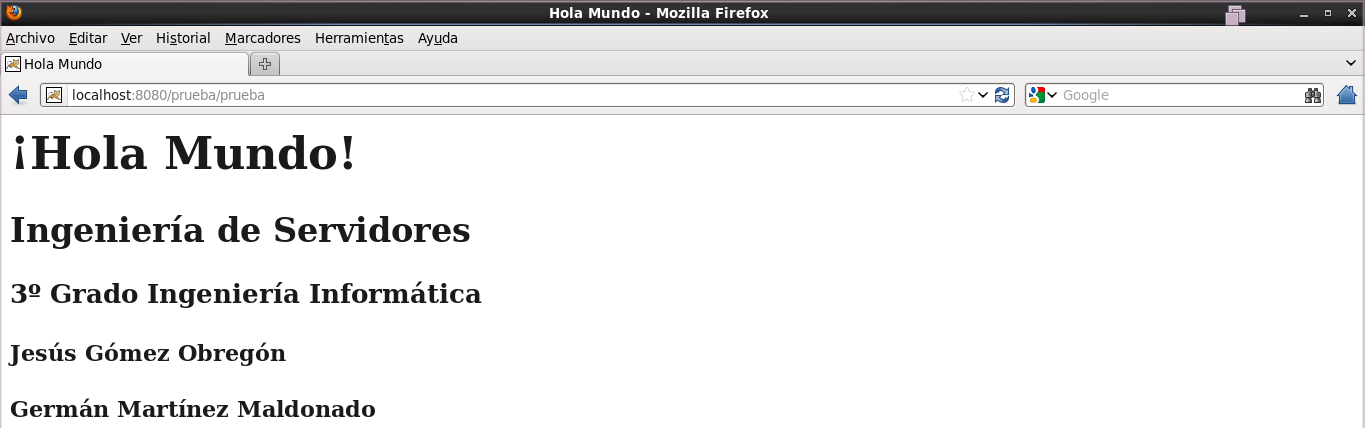 Hola Mundo - Mozilla Firefox
Archivo Editar Ver Historial Marcadores Herramientas Ayuda
Hola Mundo
localhost:8080/prueba/prueba Google
¡Hola Mundo!
Ingeniería de Servidores
3º Grado Ingeniería Informática
Jesús Gómez Obregón
Germán Martínez Maldonado